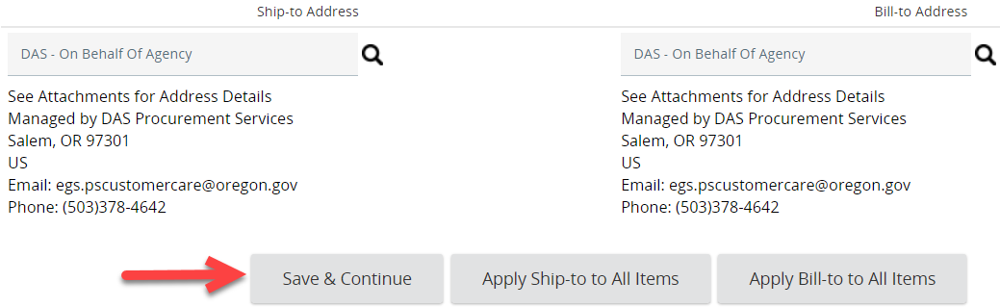 Ship-to Address
Bill-to Address
DAS - On Behalf Of Agency
DAS - On Behalf Of Agency
See Attachments for Address Details
Managed by DAS Procurement Services
Salem, OR 97301
US
Email: egs.pscustomercare@oregon.gov
Phone: (503)378-4642
See Attachments for Address Details
Managed by DAS Procurement Services
Salem, OR 97301
US
Email: egs.pscustomercare@oregon.gov
Phone: (503)378-4642
Save & Continue
Apply Ship-to to All Items
Apply Bill-to to All Items